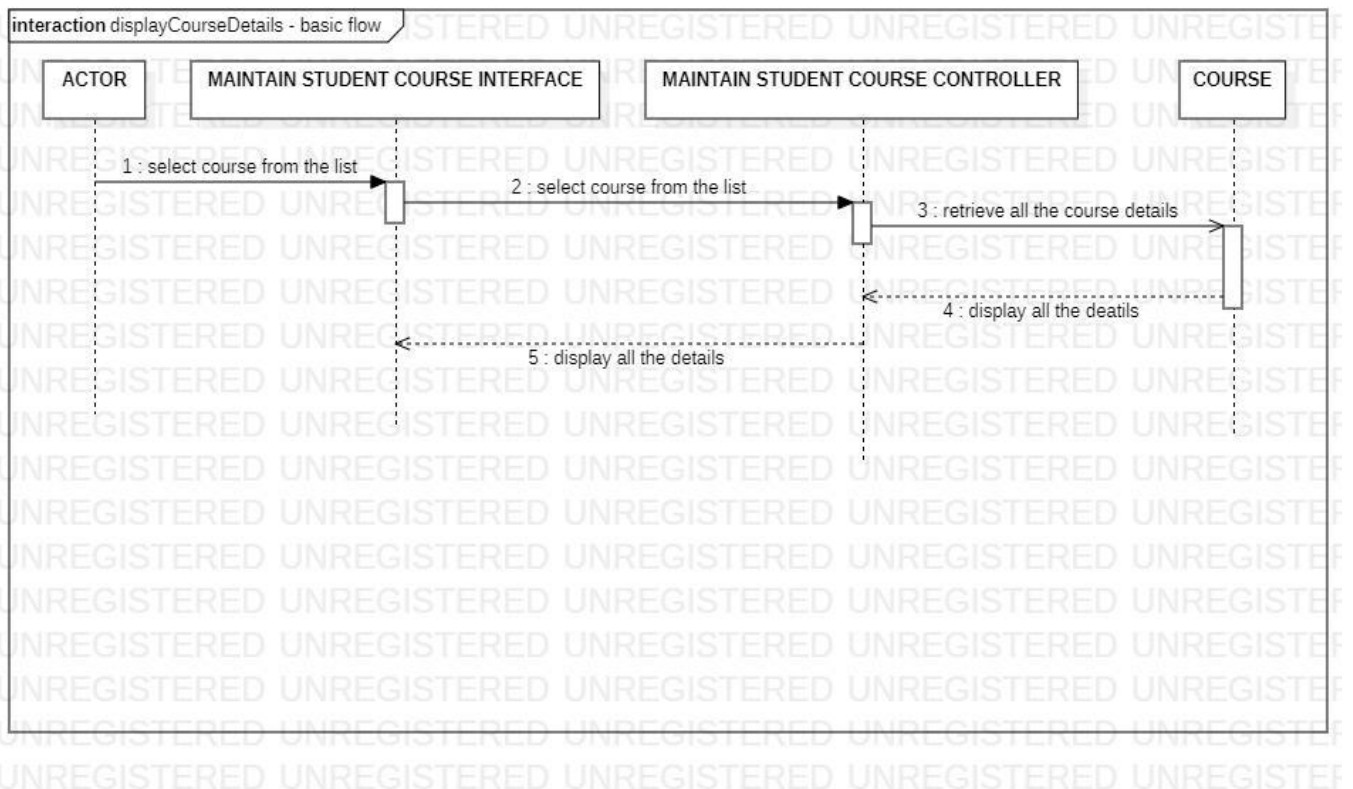 interaction displayCourseDetails - basic flow
ACTOR
MAINTAIN STUDENT COURSE INTERFACE
MAINTAIN STUDENT COURSE CONTROLLER
COURSE
1 : select course from the list
2 : select course from the list
3 : retrieve all the course details
4 : display all the deatils
5 : display all the details
UNREGISTERED UNREGISTERED UNREGISTERED UNREGISTERED